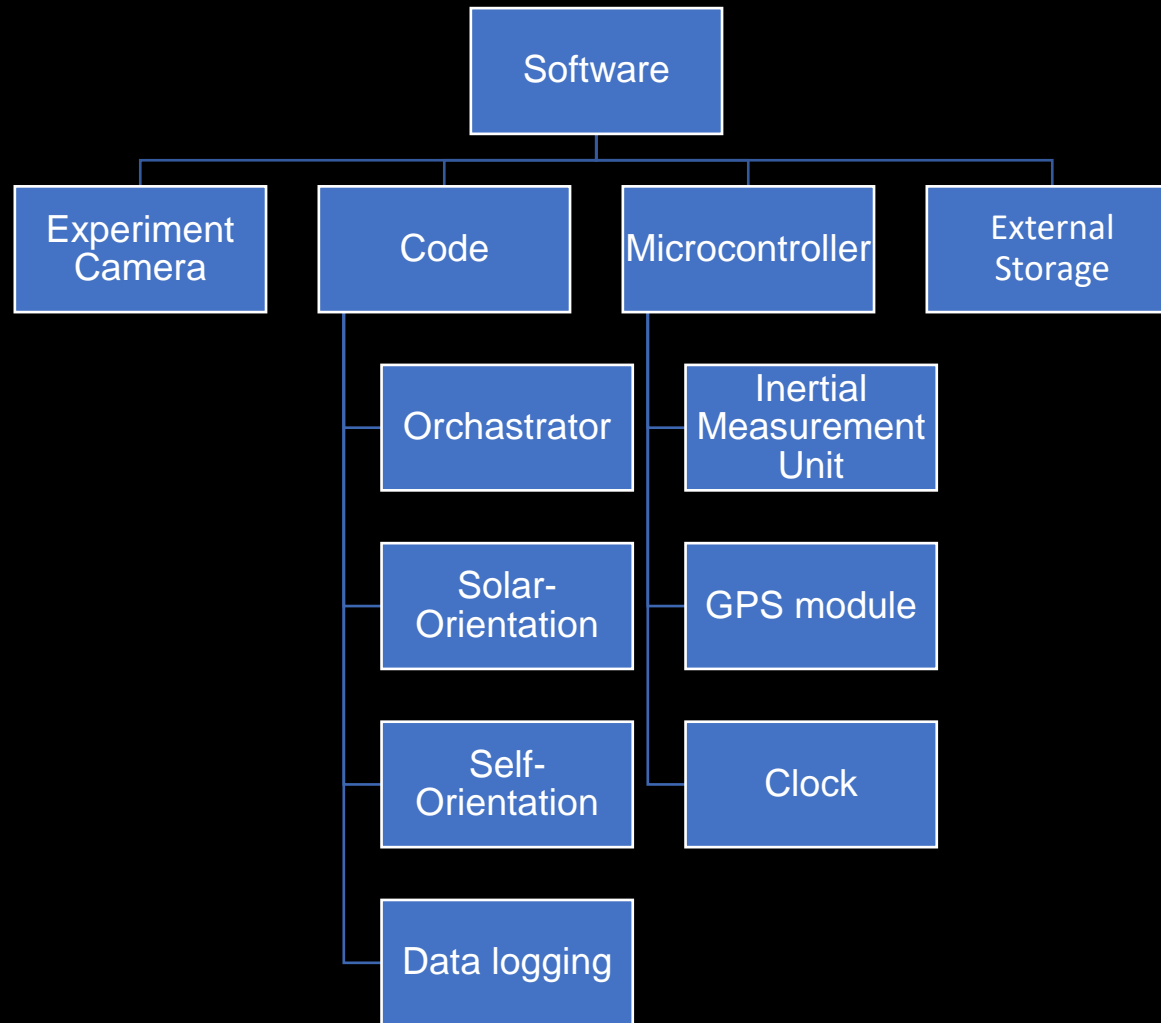 Software
Experiment
Camera
Code
Microcontroller
External
Storage
Orchastrator
Inertial
Measurement
Unit
Solar-
Orientation
GPS module
Self-
Orientation
Clock
Data logging